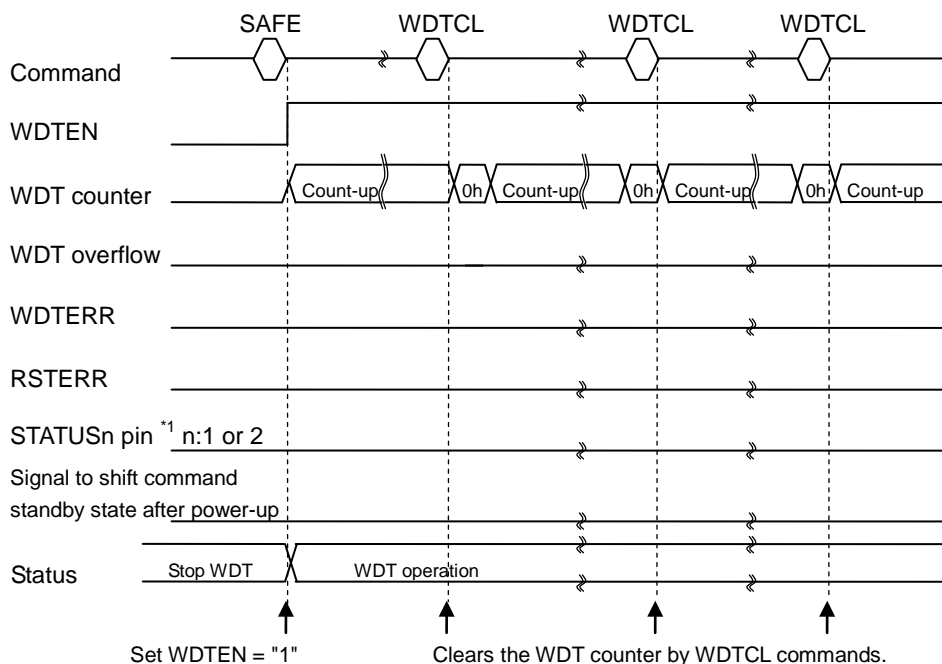 SAFE WDTCL WDTCL WDTCL
Command
WDTEN
WDT counter Count-up 0h Count-up 0h Count-up 0h Count-up
WDT overflow
WDTERR
RSTERR
STATUSn pin *1 n:1 or 2
Signal to shift command
standby state after power-up
Status Stop WDT WDT operation
Set WDTEN = "1" Clears the WDT counter by WDTCL commands.